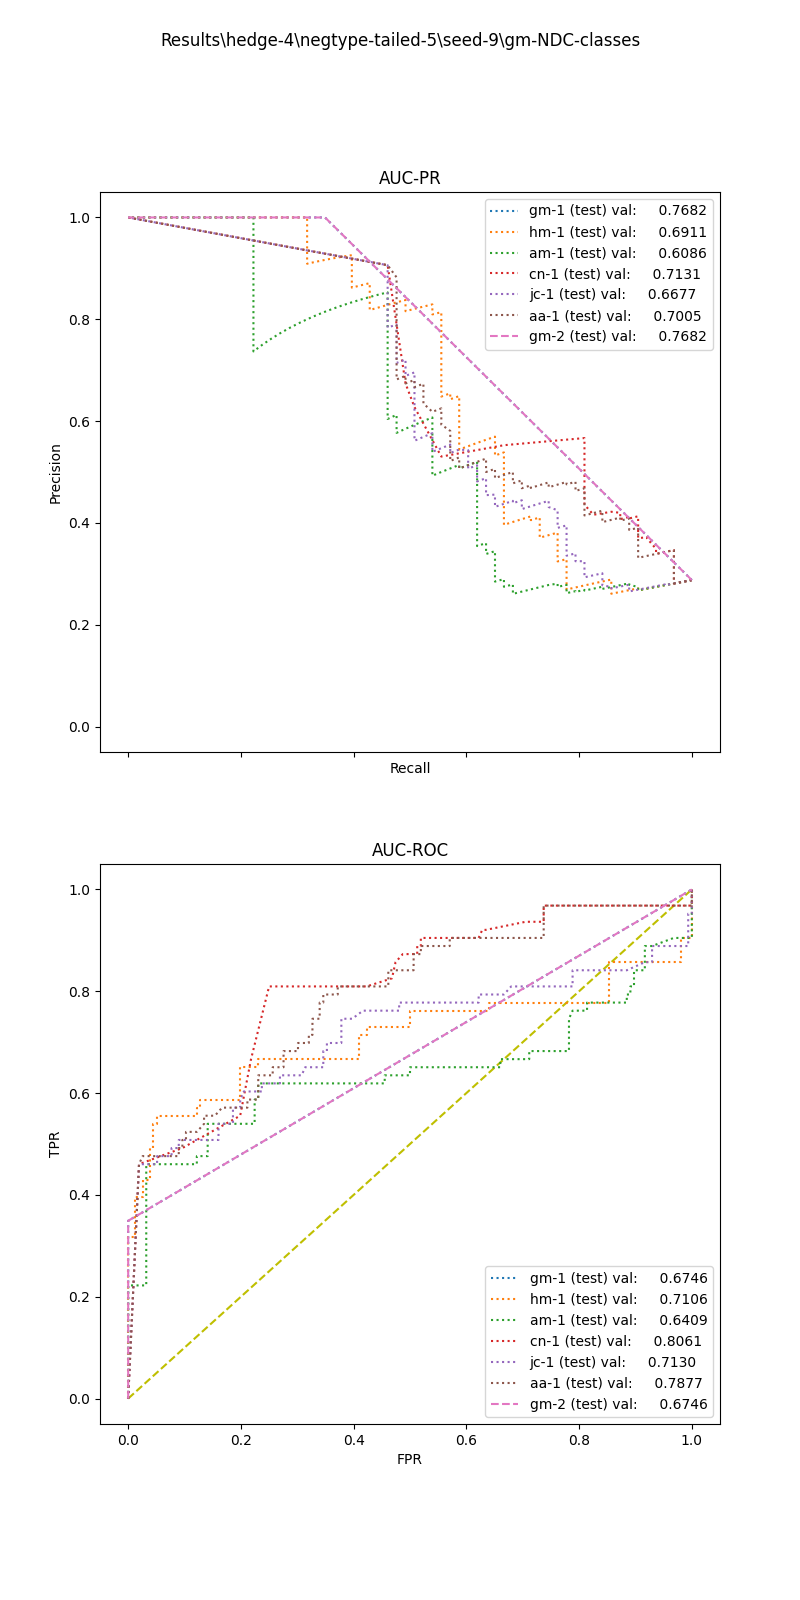 Results\hedge-4\negtype-tailed-5\seed-9\gm-NDC-classes
AUC-PR
1.0
0.8
0.6
0.4
0.2
0.0
Precision
Recall
gm-1 (test) val: 0.7682
hm-1 (test) val: 0.6911
am-1 (test) val: 0.6086
cn-1 (test) val: 0.7131
jc-1 (test) val: 0.6677
aa-1 (test) val: 0.7005
gm-2 (test) val: 0.7682
AUC-ROC
1.0
0.8
0.6
0.4
0.2
0.0
TPR
gm-1 (test) val: 0.6746
hm-1 (test) val: 0.7106
am-1 (test) val: 0.6409
cn-1 (test) val: 0.8061
jc-1 (test) val: 0.7130
aa-1 (test) val: 0.7877
gm-2 (test) val: 0.6746
0.0 0.2 0.4 0.6 0.8 1.0
FPR